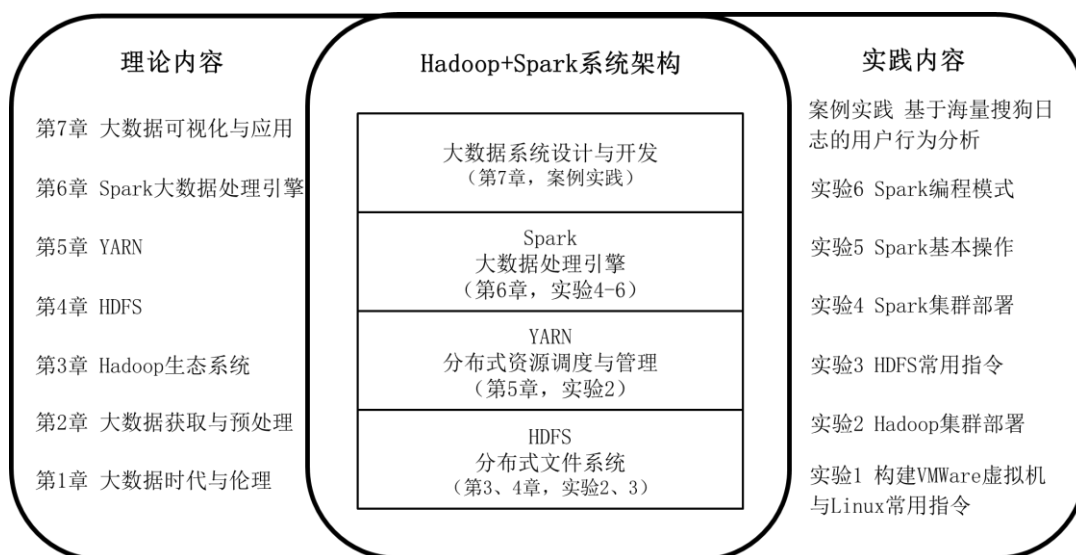 理论内容
第7章 大数据可视化与应用
第6章 Spark大数据处理引擎
第5章 YARN
第4章 HDFS
第3章 Hadoop生态系统
第2章 大数据获取与预处理
第1章 大数据时代与伦理
Hadoop+Spark系统架构
大数据系统设计与开发
（第7章，案例实践）
Spark
大数据处理引擎
（第6章，实验4-6）
YARN
分布式资源调度与管理
（第5章，实验2）
HDFS
分布式文件系统
（第3、4章，实验2、3）
实践内容
案例实践 基于海量搜狗日
志的用户行为分析
实验6 Spark编程模式
实验5 Spark基本操作
实验4 Spark集群部署
实验3 HDFS常用指令
实验2 Hadoop集群部署
实验1 构建VMWare虚拟机
与Linux常用指令